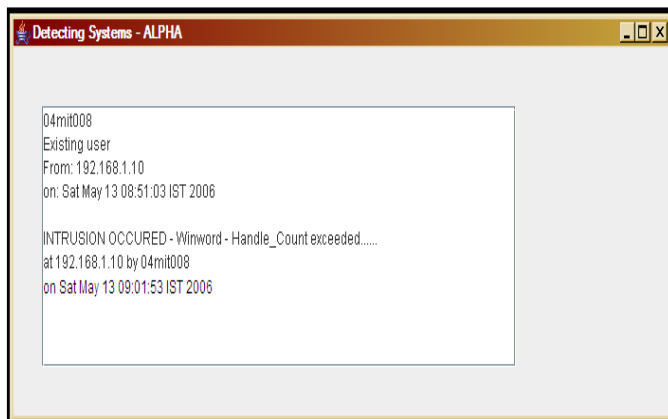 Detecting Systems - ALPHA
04mit008
Existing user
From: 192.168.1.10
on: Sat May 13 08:51:03 IST 2006
INTRUSION OCCURED - Winword - Handle_Count exceeded......
at 192.168.1.10 by 04mit008
on Sat May 13 09:01:53 IST 2006